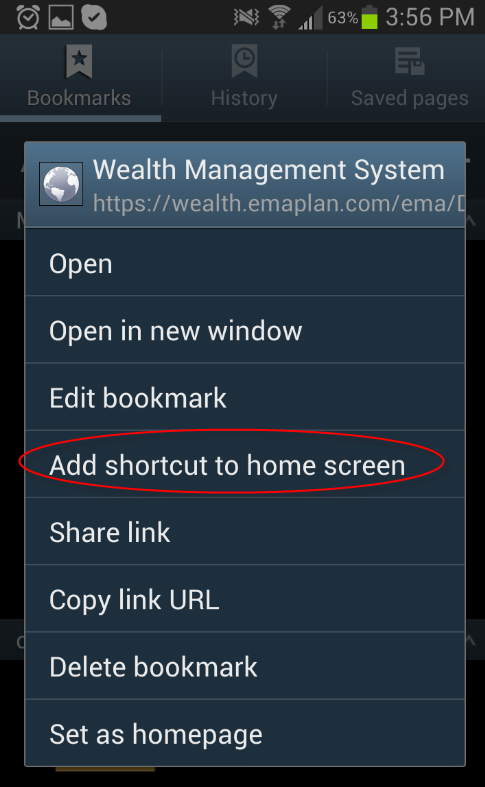 63% 3:56 PM
Bookmarks History Saved pages
Wealth Management System
https://wealth.emaplan.com/ema/
Open
Open in new window
Edit bookmark
Add shortcut to home screen
Share link
Copy link URL
Delete bookmark
Set as homepage